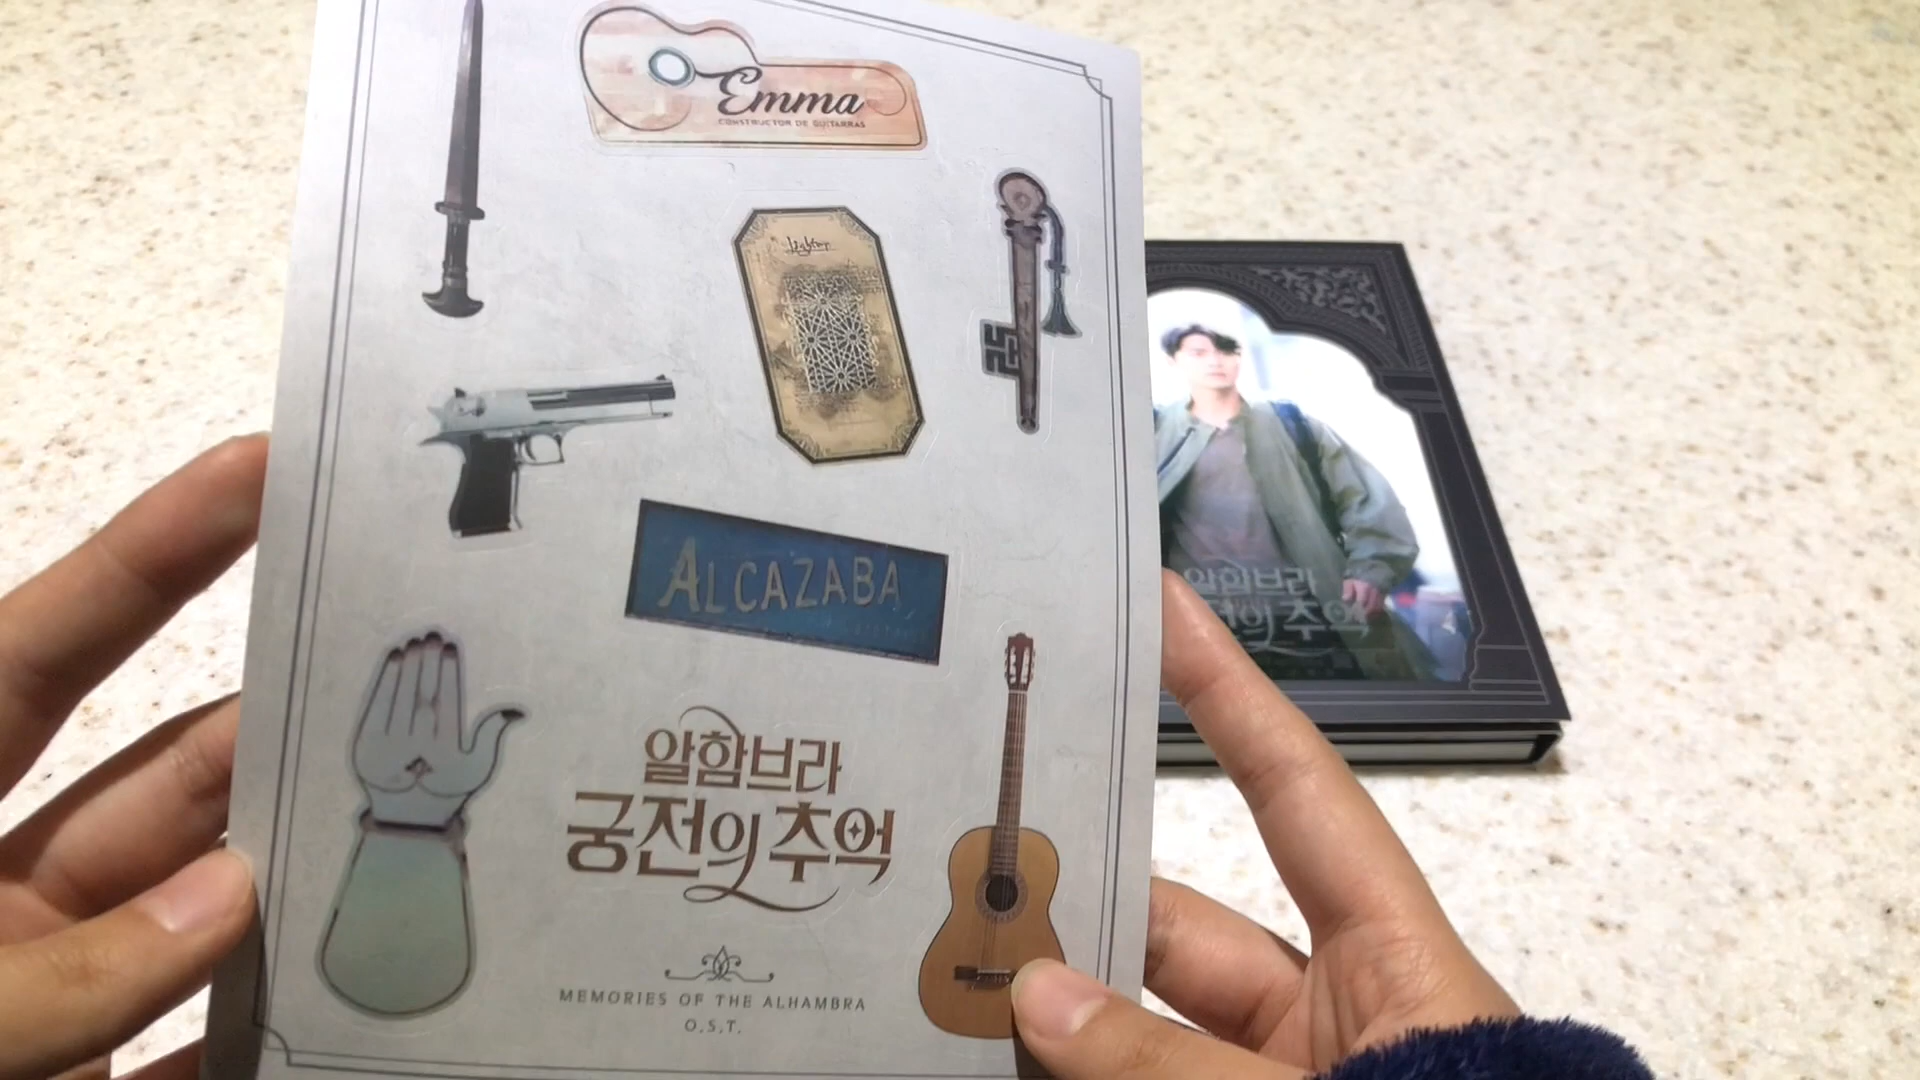 Emma
CONSTRUCTOR DE GUITARRAS
Lighter
ALCAZABA
알함브라
궁전의 추억
MEMORIES OF THE ALHAMBRA
O.S.T.
알함브라
궁전의 추억